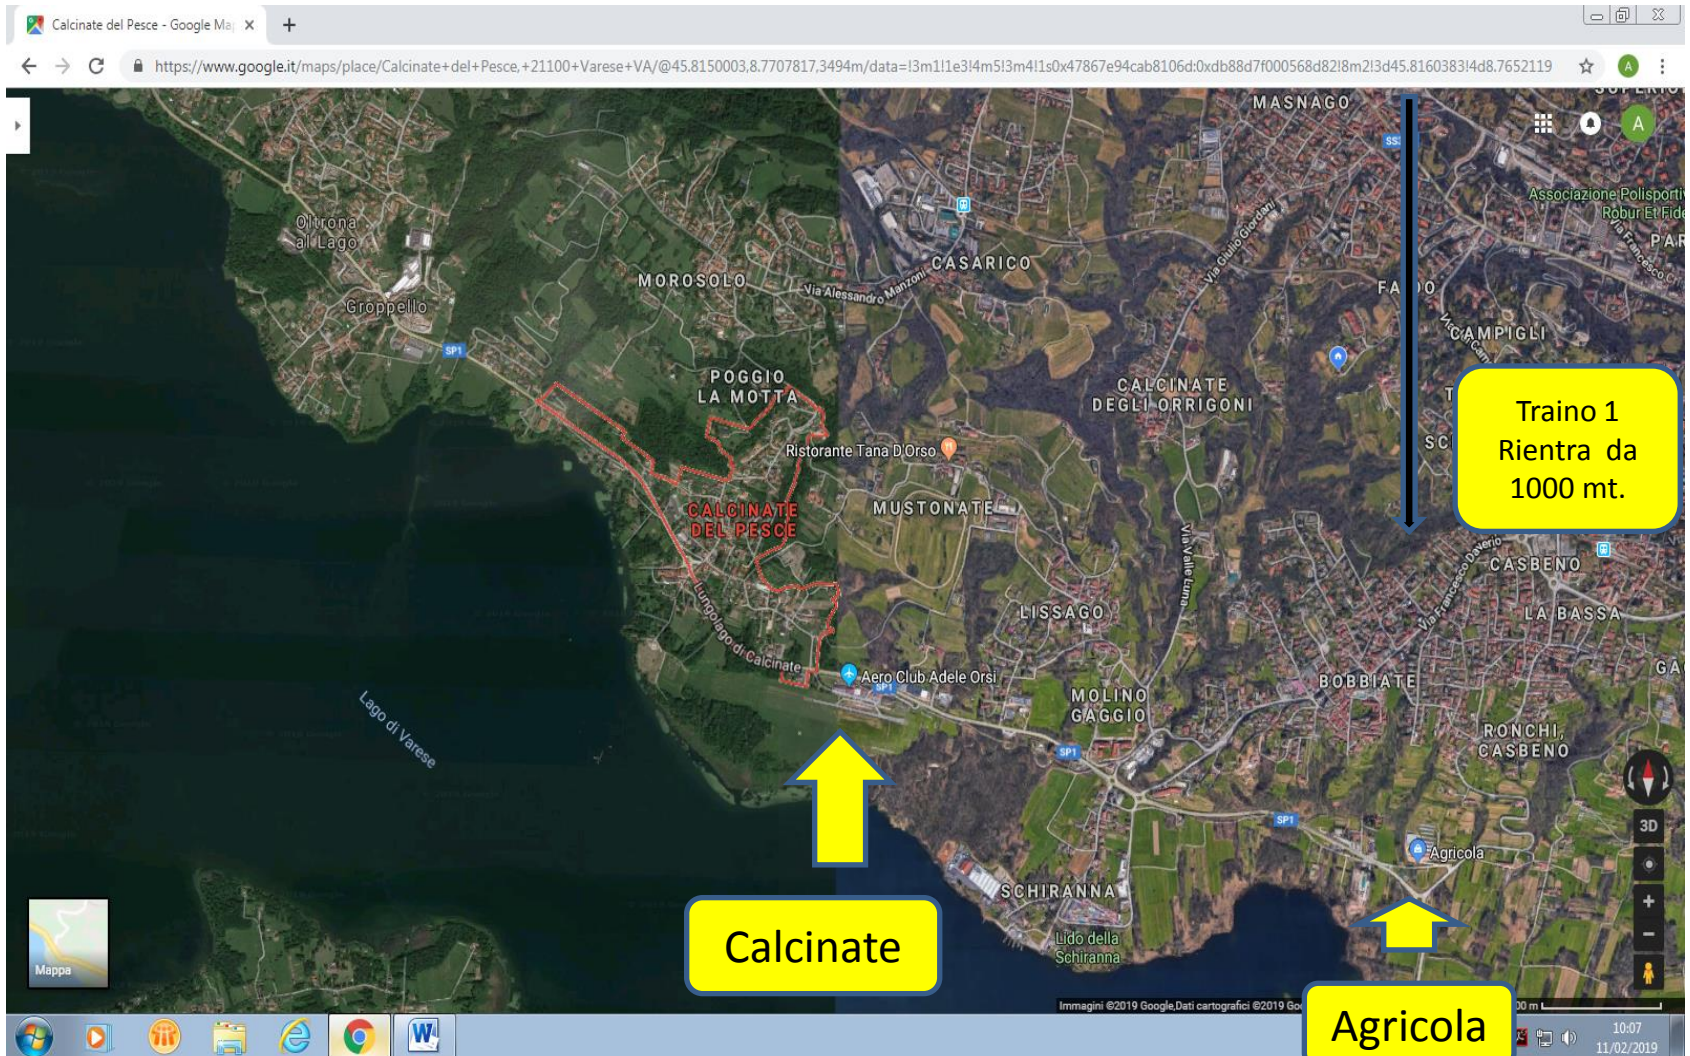 Calcinate del Pesce - Google Ma
https://www.google.it/maps/place/Calcinate+del+Pesce,+21100+Varese+VA/@45.8150003,8.7707817,3494m/data=!3m1!1e3!4m5!3m4!1s0x47867e94cab8106d:0xdb88d7f000568d82!8m2!3d45.8160383!4d8.7652119
A
MASNAGO
A
Associazione Polisporti
Robur Et Fide
Oltrona
al Lago
Via Giulio Giordani
CASARICO
MOROSOLO
Via Alessandro Manzoni
Groppello
CAMPIGLI
SP1
POGGIO
LA MOTTA
CALCINATE
DEGLI ORRIGONI
Traino 1
Rientra da
1000 mt.
Ristorante Tana D'Orso
CALCINATE
DEL PESCE
MUSTONATE
Via Valle Luna
Via Francesco Daverio
CASBENO
LISSAGO
LA BASSA
Lungolago di Calcinate
Aero Club Adele Orsi
SP1
BOBBIATE
MOLINO
GAGGIO
Lago di Varese
RONCHI,
CASBENO
SP1
SP1
3D
Agricola
SCHIRANNA
Calcinate
Lido della
Schiranna
Mappa
Immagini ©2019 Google,Dati cartografici ©2019
Agricola
10:07
11/02/2019